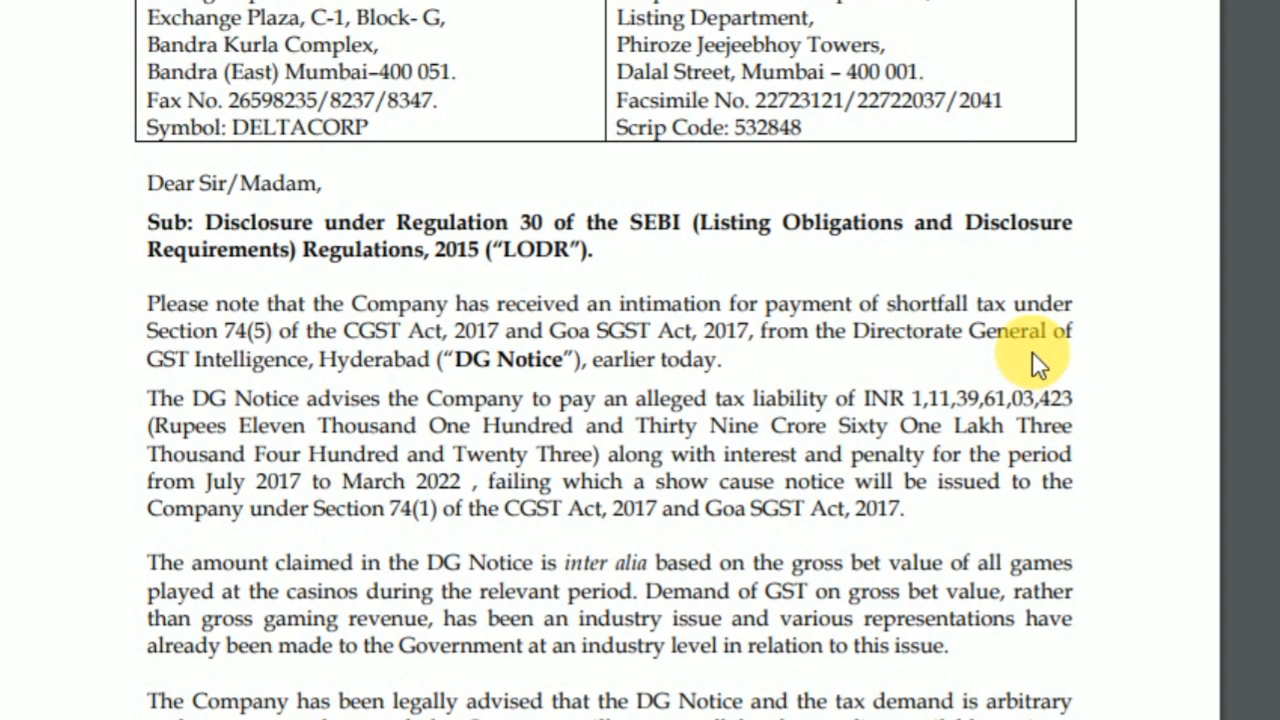 Exchange Plaza, C-1, Block- G,
Bandra Kurla Complex,
Bandra (East) Mumbai–400 051.
Fax No. 26598235/8237/8347.
Symbol: DELTACORP
Listing Department,
Phiroze Jeejeebhoy Towers,
Dalal Street, Mumbai – 400 001.
Facsimile No. 22723121/22722037/2041
Scrip Code: 532848
Dear Sir/Madam,
Sub: Disclosure under Regulation 30 of the SEBI (Listing Obligations and Disclosure
Requirements) Regulations, 2015 (“LODR”).
Please note that the Company has received an intimation for payment of shortfall tax under
Section 74(5) of the CGST Act, 2017 and Goa SGST Act, 2017, from the Directorate General of
GST Intelligence, Hyderabad (“DG Notice”), earlier today.
The DG Notice advises the Company to pay an alleged tax liability of INR 1,11,39,61,03,423
(Rupees Eleven Thousand One Hundred and Thirty Nine Crore Sixty One Lakh Three
Thousand Four Hundred and Twenty Three) along with interest and penalty for the period
from July 2017 to March 2022 , failing which a show cause notice will be issued to the
Company under Section 74(1) of the CGST Act, 2017 and Goa SGST Act, 2017.
The amount claimed in the DG Notice is inter alia based on the gross bet value of all games
played at the casinos during the relevant period. Demand of GST on gross bet value, rather
than gross gaming revenue, has been an industry issue and various representations have
already been made to the Government at an industry level in relation to this issue.
The Company has been legally advised that the DG Notice and the tax demand is arbitrary